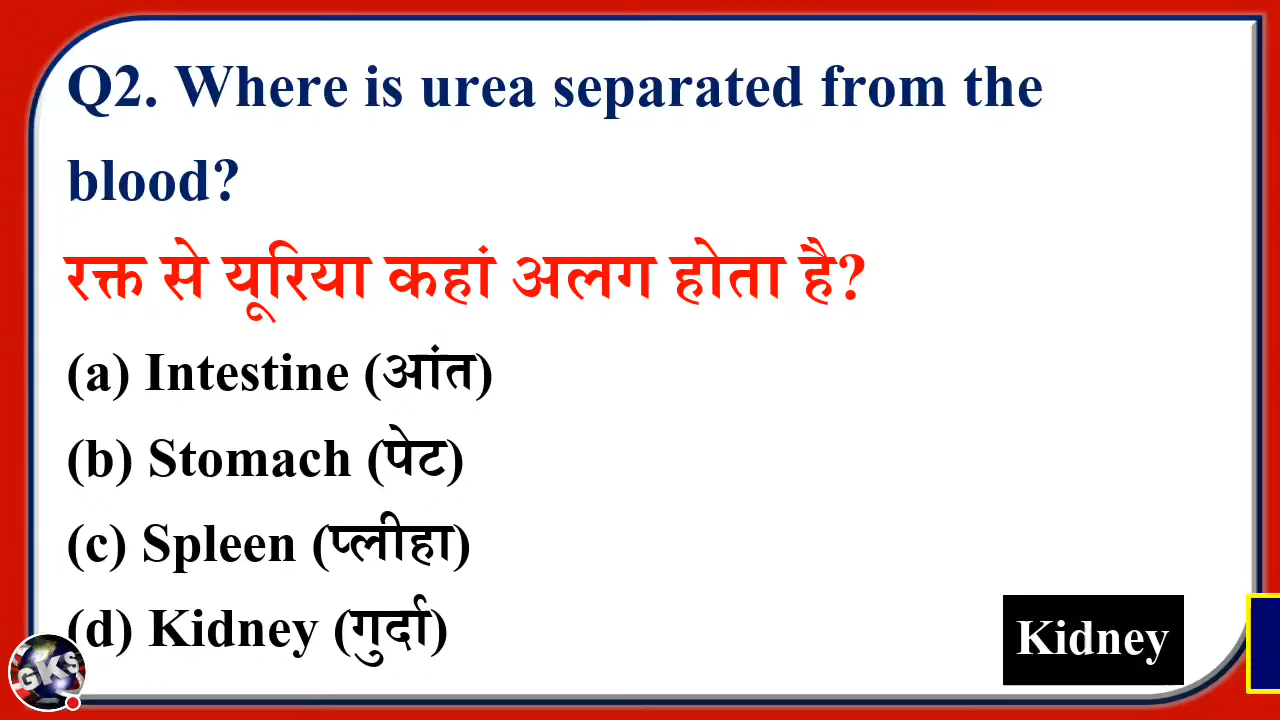 Q2. Where is urea separated from the
blood?
रक्त से यूरिया कहां अलग होता है?
(a) Intestine (आंत)
(b) Stomach (पेट)
(c) Spleen (प्लीहा)
(d) Kidney (गुर्दा)
Kidney
GKS